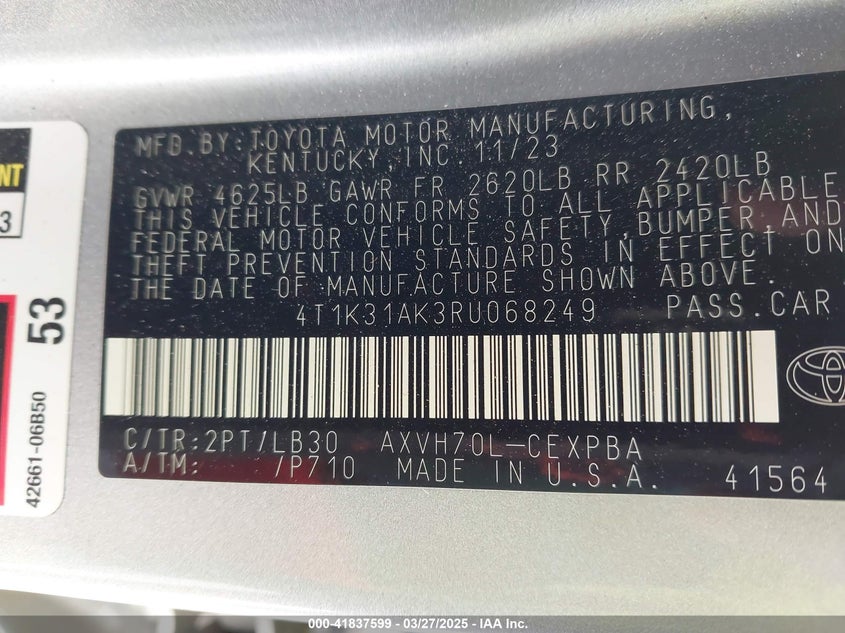 MFD. BY: TOYOTA MOTOR MANUFACTURING,
KENTUCKY, INC. 11/23
GVWR 4625LB GAWR FR 2620LB RR 2420LB
THIS VEHICLE CONFORMS TO ALL APPLICABLE
FEDERAL MOTOR VEHICLE SAFETY, BUMPER, AND
THEFT PREVENTION STANDARDS IN EFFECT ON
THE DATE OF MANUFACTURE SHOWN ABOVE.
4T1K31AK3RU068249 PASS. CAR
C/TR: 2PT/LB30 AXVH70L-CEXPBA
A/TM: /P710 MADE IN U.S.A. 41564
NT
3
53
42661-06B50
000-41837599 — 03/27/2025 — IAA Inc.